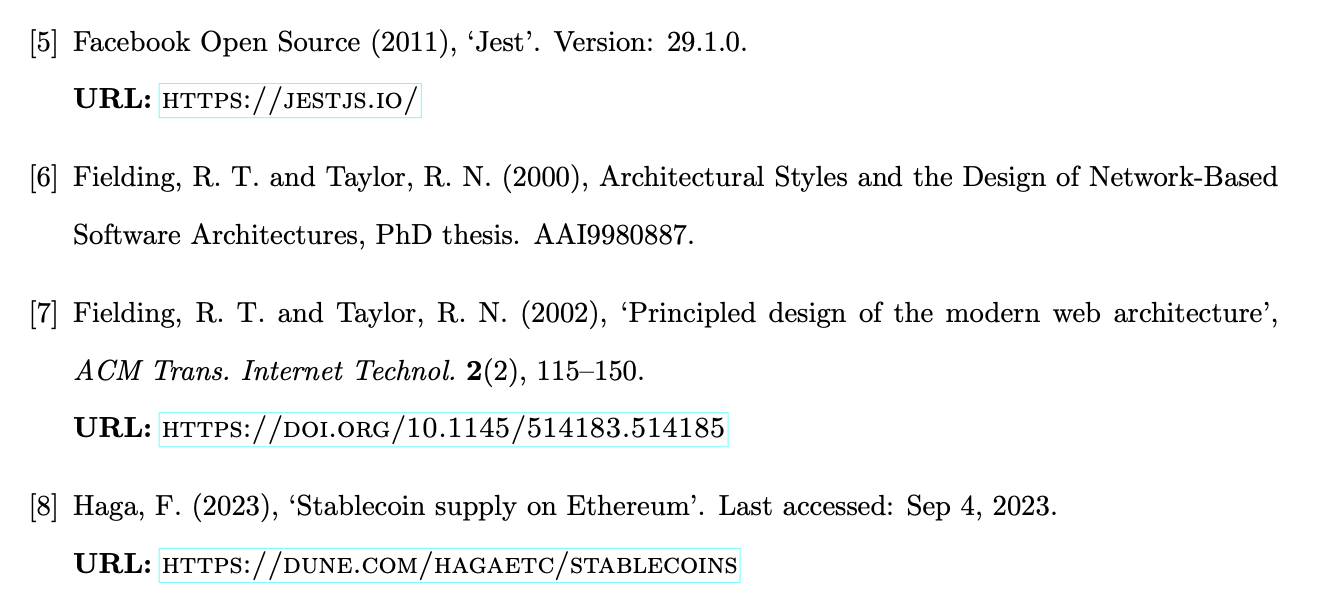 [5] Facebook Open Source (2011), ‘Jest’. Version: 29.1.0.
URL: HTTPS://JESTJS.IO/
[6] Fielding, R. T. and Taylor, R. N. (2000), Architectural Styles and the Design of Network-Based
Software Architectures, PhD thesis. AAI9980887.
[7] Fielding, R. T. and Taylor, R. N. (2002), ‘Principled design of the modern web architecture’,
ACM Trans. Internet Technol. 2(2), 115–150.
URL: HTTPS://DOI.ORG/10.1145/514183.514185
[8] Haga, F. (2023), ‘Stablecoin supply on Ethereum’. Last accessed: Sep 4, 2023.
URL: HTTPS://DUNE.COM/HAGAETC/STABLECOINS